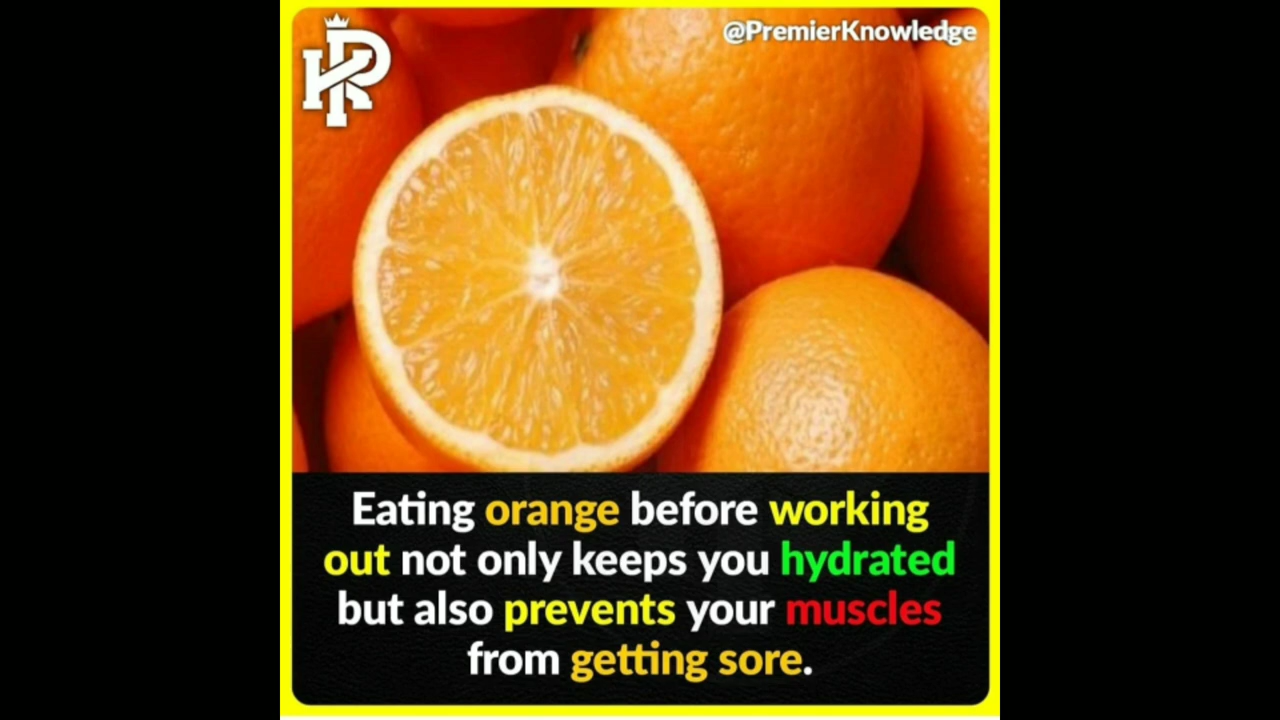 @PremierKnowledge
Eating orange before working
out not only keeps you hydrated
but also prevents your muscles
from getting sore.